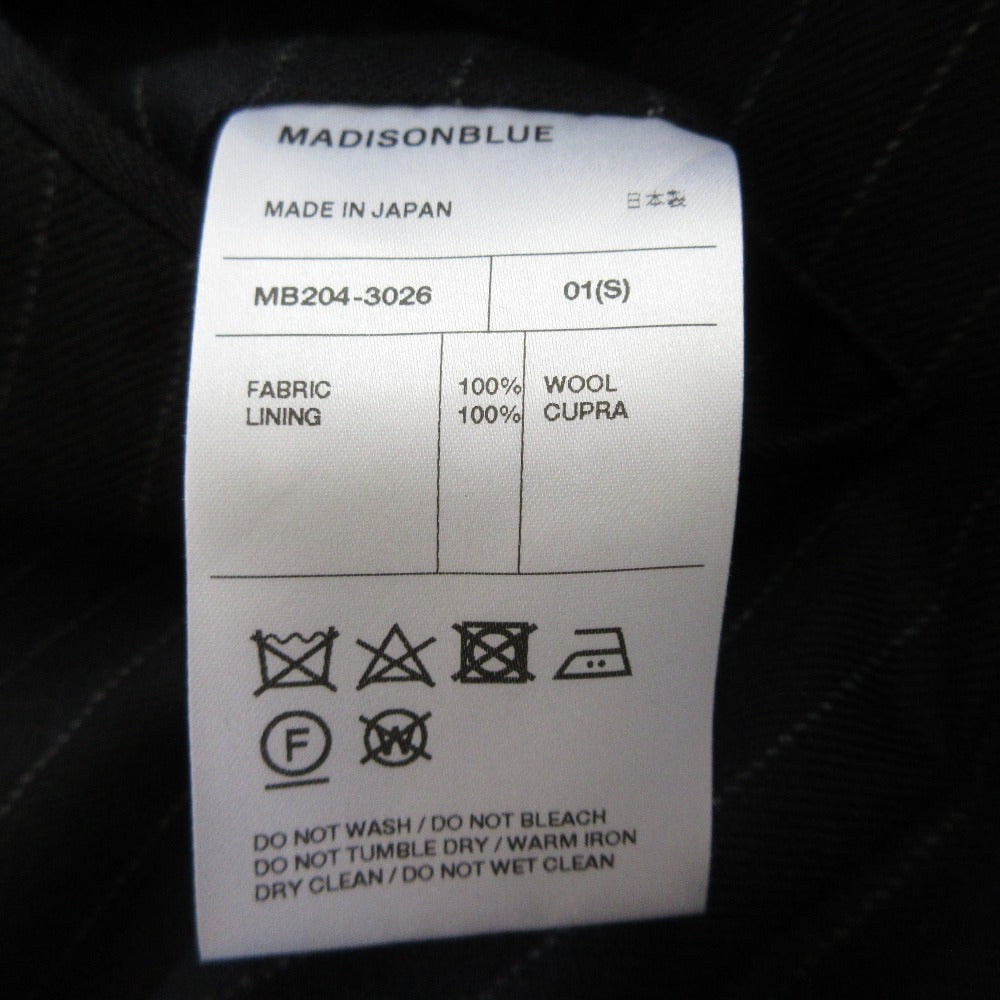 MADISONBLUE
MADE IN JAPAN 日本製
MB204-3026 01(S)
FABRIC 100% WOOL
LINING 100% CUPRA
F W
DO NOT WASH / DO NOT BLEACH
DO NOT TUMBLE DRY / WARM IRON
DRY CLEAN / DO NOT WET CLEAN